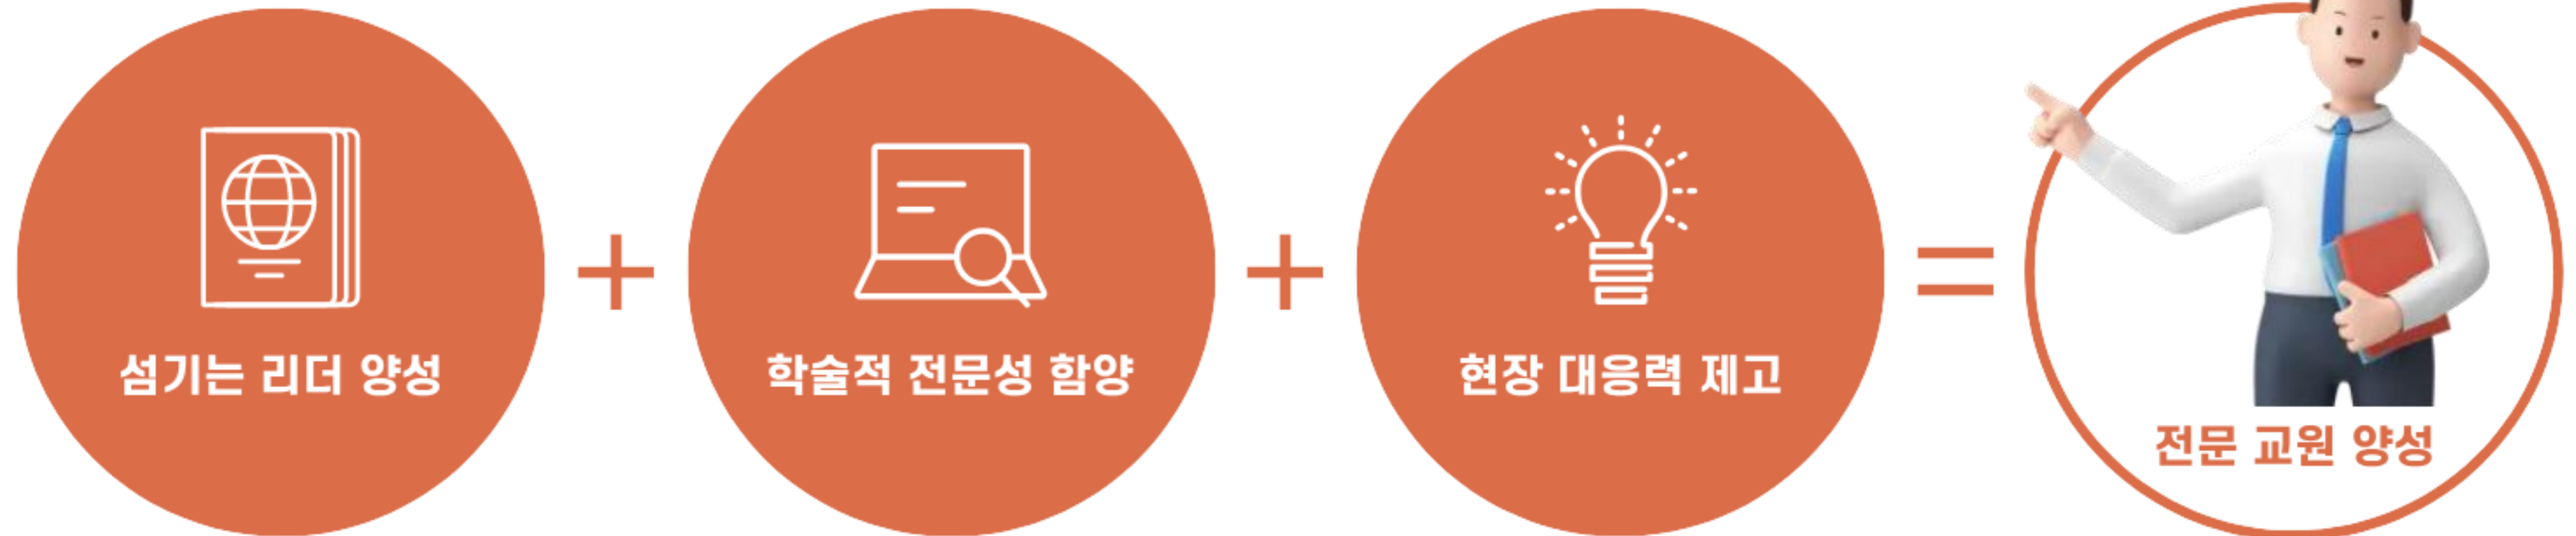 섬기는 리더 양성
+
학술적 전문성 함양
+
현장 대응력 제고
=
전문 교원 양성